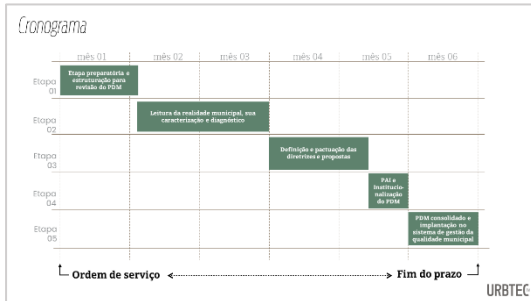 Cronograma
mês 01 mês 02 mês 03 mês 04 mês 05 mês 06
Etapa
01
Etapa preparatória e
estruturação para
revisão do PDM
Etapa
02
Leitura da realidade municipal, sua
caracterização e diagnóstico
Etapa
03
Definição e pactuação das
diretrizes e propostas
Etapa
04
PAI e
Institucio-
nalização
do PDM
Etapa
05
PDM consolidado e
implantação no
sistema de gestão da
qualidade municipal
Ordem de serviço Fim do prazo
URBTEC